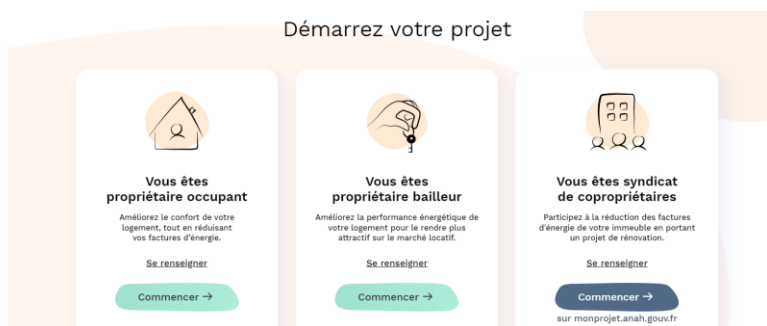 Démarrez votre projet
Vous êtes
propriétaire occupant
Améliorez le confort de votre
logement, tout en réduisant
vos factures d'énergie.
Se renseigner
Commencer →
Vous êtes
propriétaire bailleur
Améliorez la performance énergétique de
votre logement pour le rendre plus
attractif sur le marché locatif.
Se renseigner
Commencer →
Vous êtes syndicat
de copropriétaires
Participez à la réduction des factures
d'énergie de votre immeuble en portant
un projet de rénovation.
Se renseigner
Commencer →
sur monprojet.anah.gouv.fr